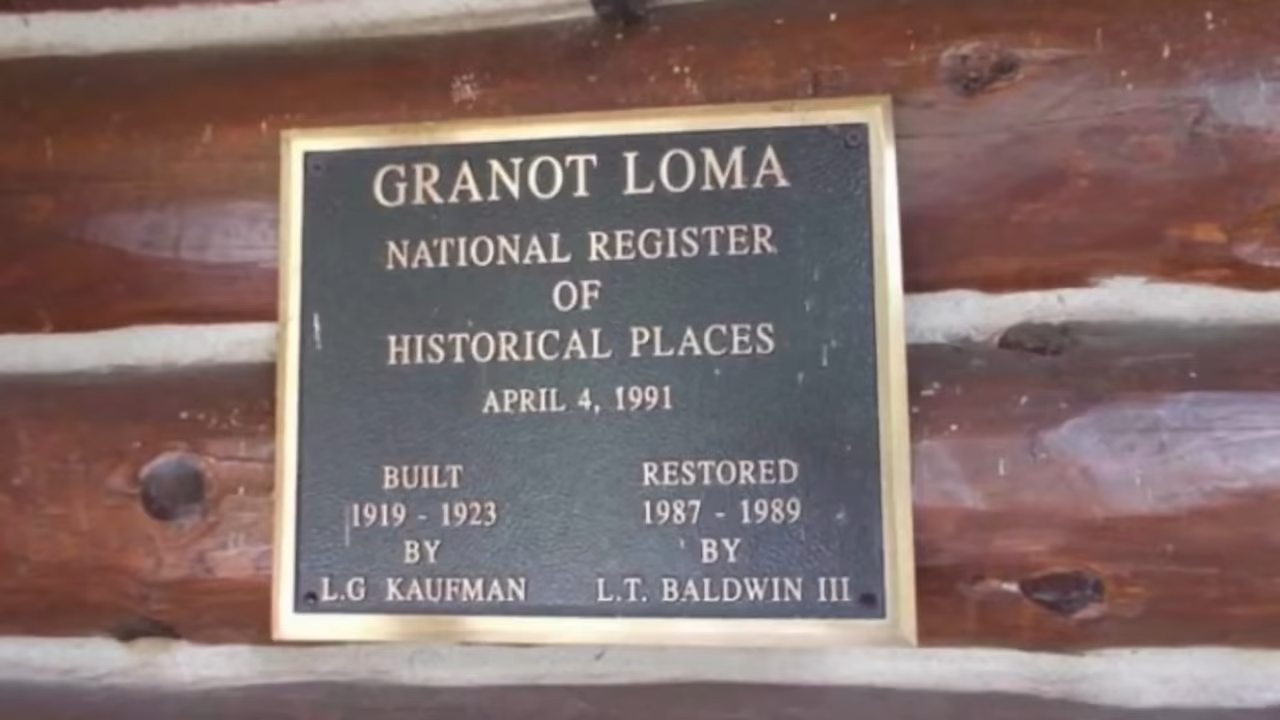 GRANOT LOMA
NATIONAL REGISTER
OF
HISTORICAL PLACES
APRIL 4, 1991
BUILT
1919 - 1923
BY
L.G KAUFMAN
RESTORED
1987 - 1989
BY
L.T. BALDWIN III